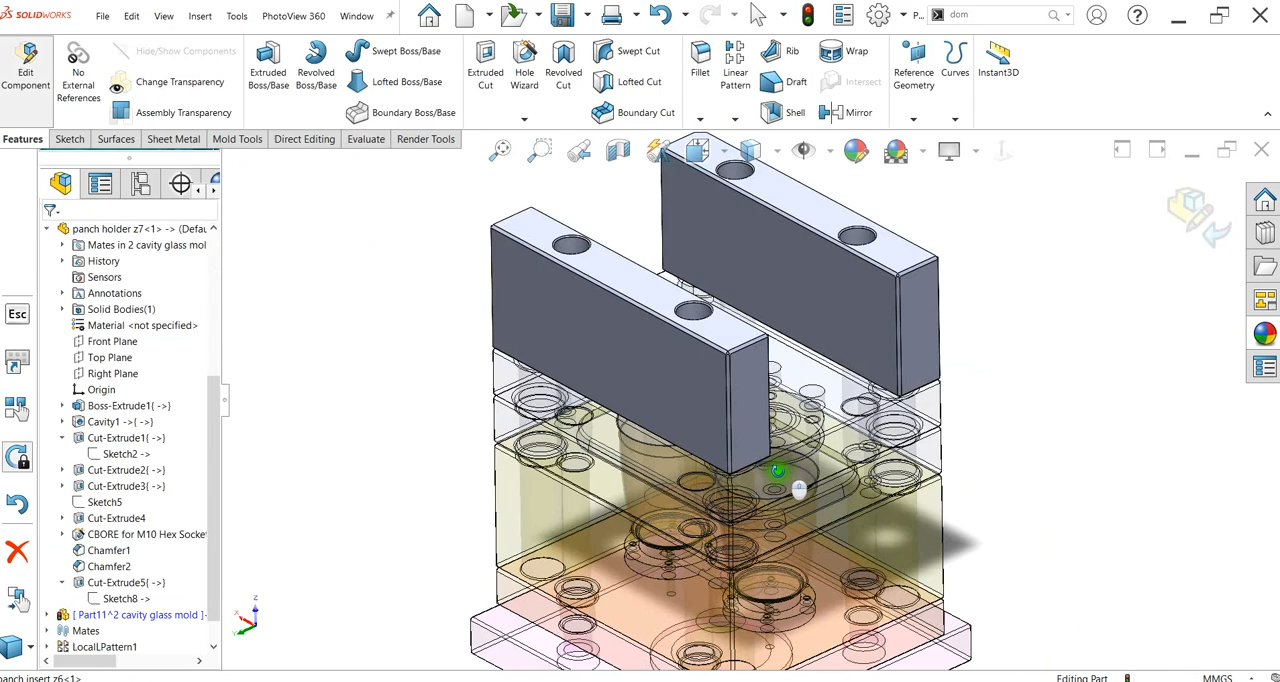 SOLIDWORKS File Edit View Insert Tools PhotoView 360 Window P... dom
Edit Component
No External References
Hide/Show Components
Change Transparency
Assembly Transparency
Extruded Boss/Base
Revolved Boss/Base
Swept Boss/Base
Lofted Boss/Base
Boundary Boss/Base
Extruded Cut
Hole Wizard
Revolved Cut
Swept Cut
Lofted Cut
Boundary Cut
Fillet
Linear Pattern
Rib
Draft
Shell
Wrap
Intersect
Mirror
Reference Geometry
Curves
Instant3D
Features Sketch Surfaces Sheet Metal Mold Tools Direct Editing Evaluate Render Tools
panch holder z7<1> -> (Defau
Mates in 2 cavity glass mol
History
Sensors
Annotations
Solid Bodies(1)
Material <not specified>
Front Plane
Top Plane
Right Plane
Origin
Boss-Extrude1{ ->}
Cavity1 ->{ ->}
Cut-Extrude1{ ->}
Sketch2 ->
Cut-Extrude2{ ->}
Cut-Extrude3{ ->}
Sketch5
Cut-Extrude4
CBORE for M10 Hex Socket
Chamfer1
Chamfer2
Cut-Extrude5{ ->}
Sketch8 ->
[ Part11^2 cavity glass mold ]
Mates
LocalLPattern1
Esc
z
x
y
panch insert z6<1>
Editing Part
MMGS